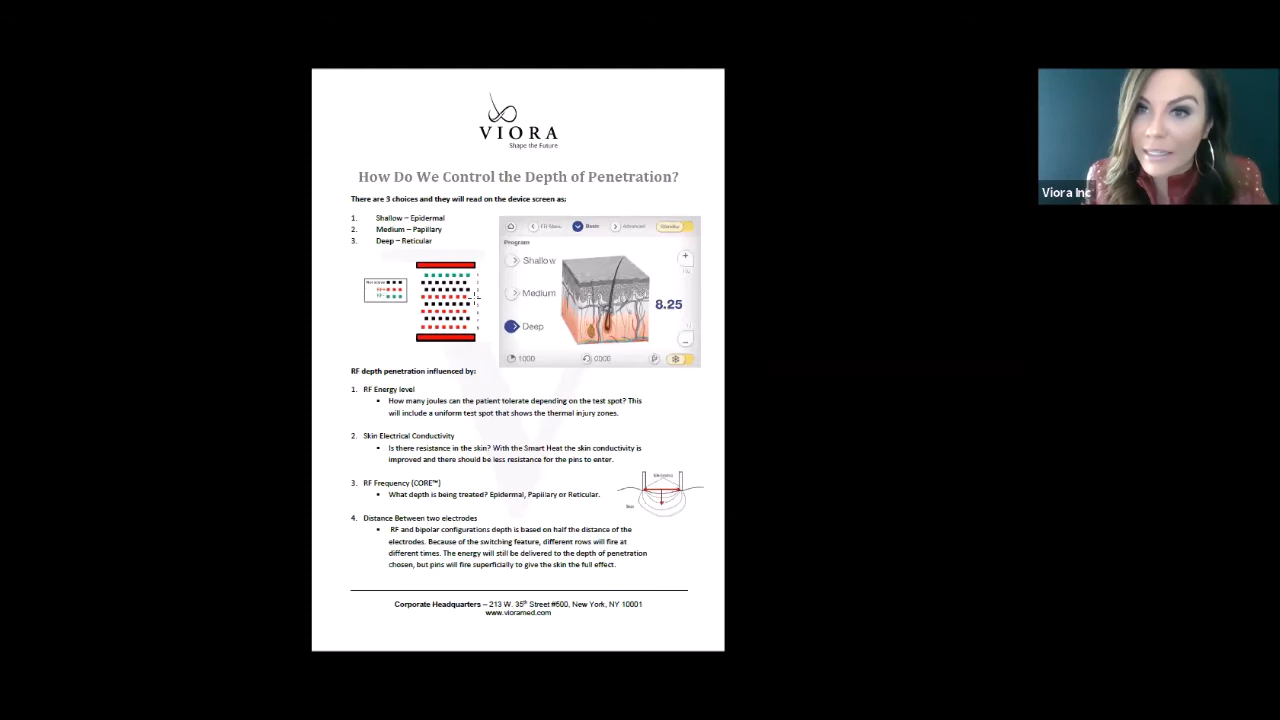 VIORA
Shape the Future
How Do We Control the Depth of Penetration?
There are 3 choices and they will read on the device screen as:
1. Shallow – Epidermal
2. Medium – Papillary
3. Deep – Reticular
Basic
Advanced
Standby
Program
Shallow
Medium
Deep
+
8.25
1000
0000
RF depth penetration influenced by:
1. RF Energy level
▪ How many joules can the patient tolerate depending on the test spot? This
will include a uniform test spot that shows the thermal injury zones.
2. Skin Electrical Conductivity
▪ Is there resistance in the skin? With the Smart Heat the skin conductivity is
improved and there should be less resistance for the pins to enter.
3. RF Frequency (CORE™)
▪ What depth is being treated? Epidermal, Papillary or Reticular.
4. Distance Between two electrodes
▪ RF and bipolar configurations depth is based on half the distance of the
electrodes. Because of the switching feature, different rows will fire at
different times. The energy will still be delivered to the depth of penetration
chosen, but pins will fire superficially to give the skin the full effect.
Corporate Headquarters – 213 W. 35th Street #500, New York, NY 10001
www.vioramed.com
Viora Inc